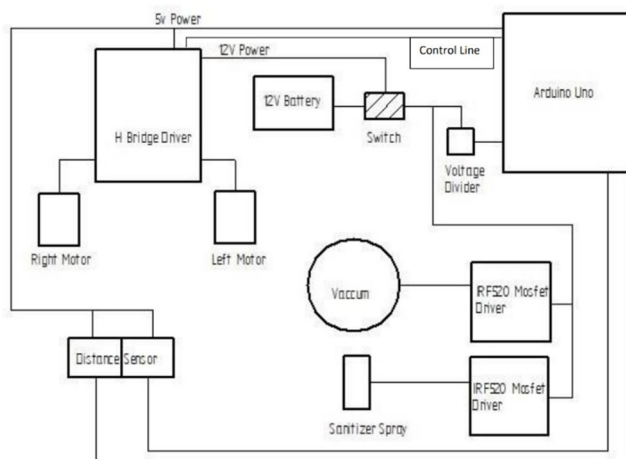 5v Power
12V Power
Control Line
Arduino Uno
12V Battery
H Bridge Driver
Switch
Voltage
Divider
Right Motor
Left Motor
Vaccum
IRF520 Mosfet
Driver
Distance Sensor
IRF520 Mosfet
Driver
Sanitizer Spray